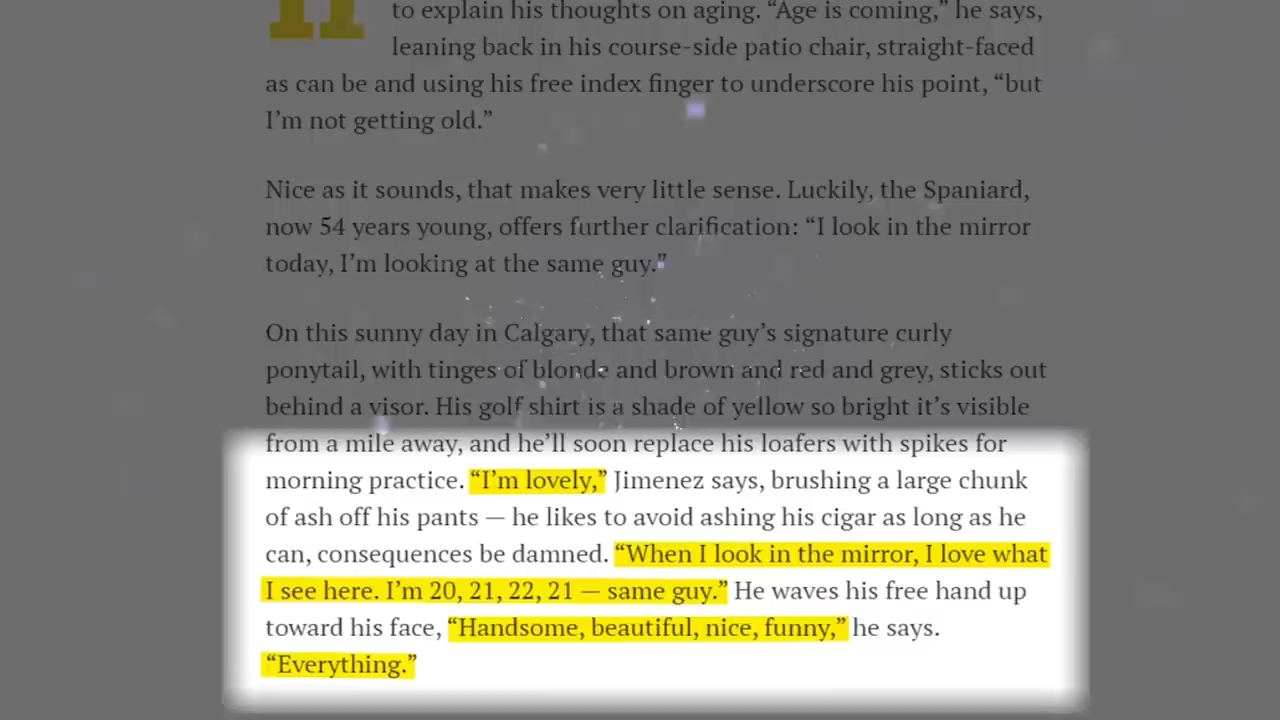 to explain his thoughts on aging. “Age is coming,” he says,
leaning back in his course-side patio chair, straight-faced
as can be and using his free index finger to underscore his point, “but
I’m not getting old.”
Nice as it sounds, that makes very little sense. Luckily, the Spaniard,
now 54 years young, offers further clarification: “I look in the mirror
today, I’m looking at the same guy.”
On this sunny day in Calgary, that same guy’s signature curly
ponytail, with tinges of blonde and brown and red and grey, sticks out
behind a visor. His golf shirt is a shade of yellow so bright it’s visible
from a mile away, and he’ll soon replace his loafers with spikes for
morning practice. “I’m lovely,” Jimenez says, brushing a large chunk
of ash off his pants — he likes to avoid ashing his cigar as long as he
can, consequences be damned. “When I look in the mirror, I love what
I see here. I’m 20, 21, 22, 21 — same guy.” He waves his free hand up
toward his face, “Handsome, beautiful, nice, funny,” he says.
“Everything.”